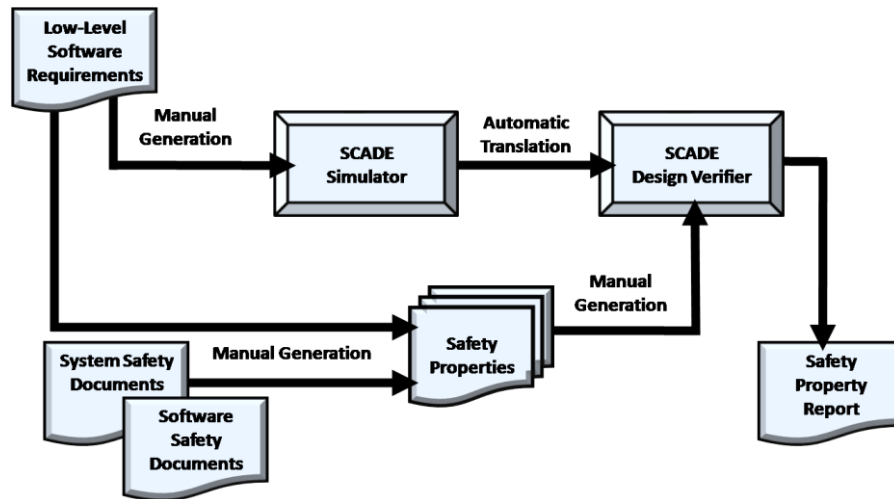 Low-Level
Software
Requirements
Manual
Generation
SCADE
Simulator
Automatic
Translation
SCADE
Design Verifier
Manual
Generation
Manual Generation
Safety
Properties
System Safety
Documents
Software
Safety
Documents
Safety
Property
Report